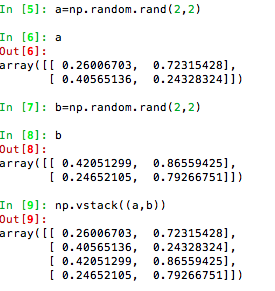 In [5]: a=np.random.rand(2,2)
In [6]: a
Out[6]:
array([[ 0.26006703,  0.72315428],
       [ 0.40565136,  0.24328324]])
In [7]: b=np.random.rand(2,2)
In [8]: b
Out[8]:
array([[ 0.42051299,  0.86559425],
       [ 0.24652105,  0.79266751]])
In [9]: np.vstack((a,b))
Out[9]:
array([[ 0.26006703,  0.72315428],
       [ 0.40565136,  0.24328324],
       [ 0.42051299,  0.86559425],
       [ 0.24652105,  0.79266751]])